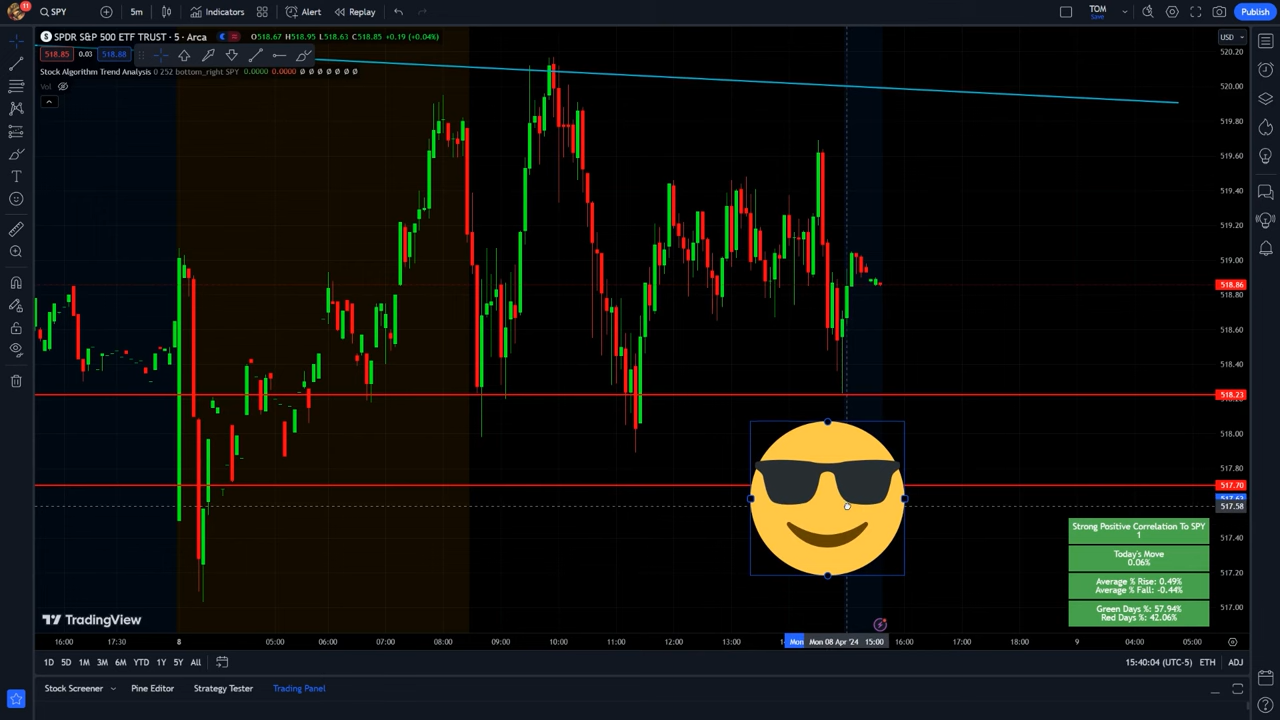 SPY
5m
Indicators
Alert
Replay
TOM
Save
Publish
SPDR S&P 500 ETF TRUST · 5 · Arca
O518.67 H518.95 L518.63 C518.85 +0.19 (+0.04%)
USD
518.85
0.03
518.88
Stock Algorithm Trend Analysis 0 252 bottom_right SPY 0.0000 0.0000 Ø Ø Ø Ø Ø Ø Ø
Vol
520.20
520.00
519.80
519.60
519.40
519.20
519.00
518.86
518.80
518.60
518.40
518.23
518.00
517.80
517.70
517.58
517.40
517.20
517.00
Strong Positive Correlation To SPY
1
Today's Move
0.06%
Average % Rise: 0.49%
Average % Fall: -0.44%
Green Days %: 57.94%
Red Days %: 42.06%
TradingView
16:00
17:30
8
05:00
06:00
07:00
08:00
09:00
10:00
11:00
12:00
13:00
Mon
Mon 08 Apr '24 15:00
16:00
17:00
18:00
9
04:00
05:00
1D
5D
1M
3M
6M
YTD
1Y
5Y
All
15:40:04 (UTC-5)
ETH
ADJ
Stock Screener
Pine Editor
Strategy Tester
Trading Panel